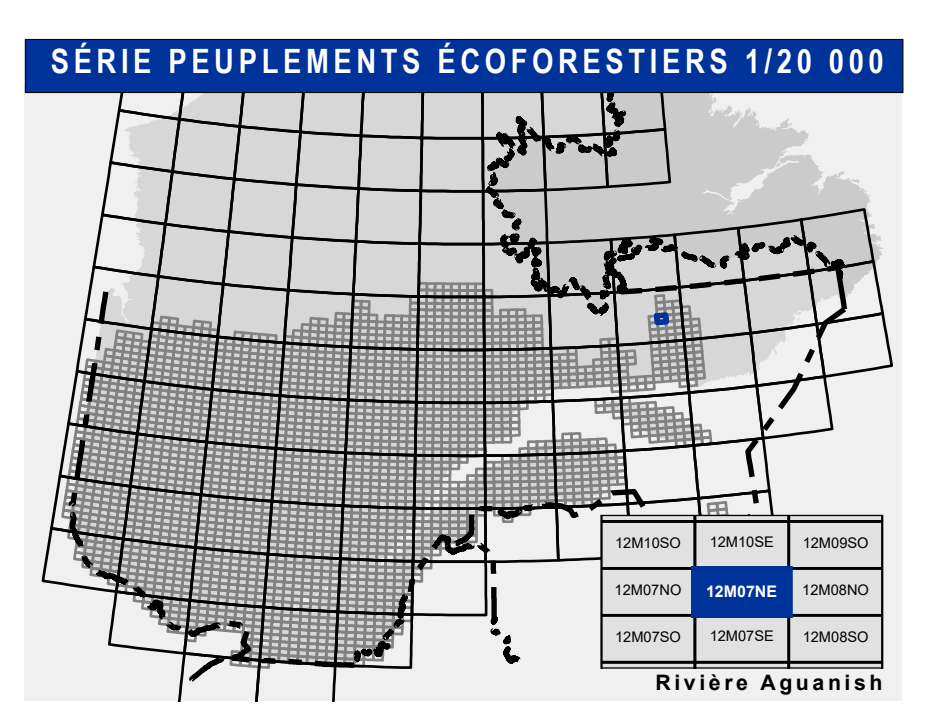 SÉRIE PEUPLEMENTS ÉCOFORESTIERS 1/20 000
12M10SO 12M10SE 12M09SO
12M07NO 12M07NE 12M08NO
12M07SO 12M07SE 12M08SO
Rivière Aguanish